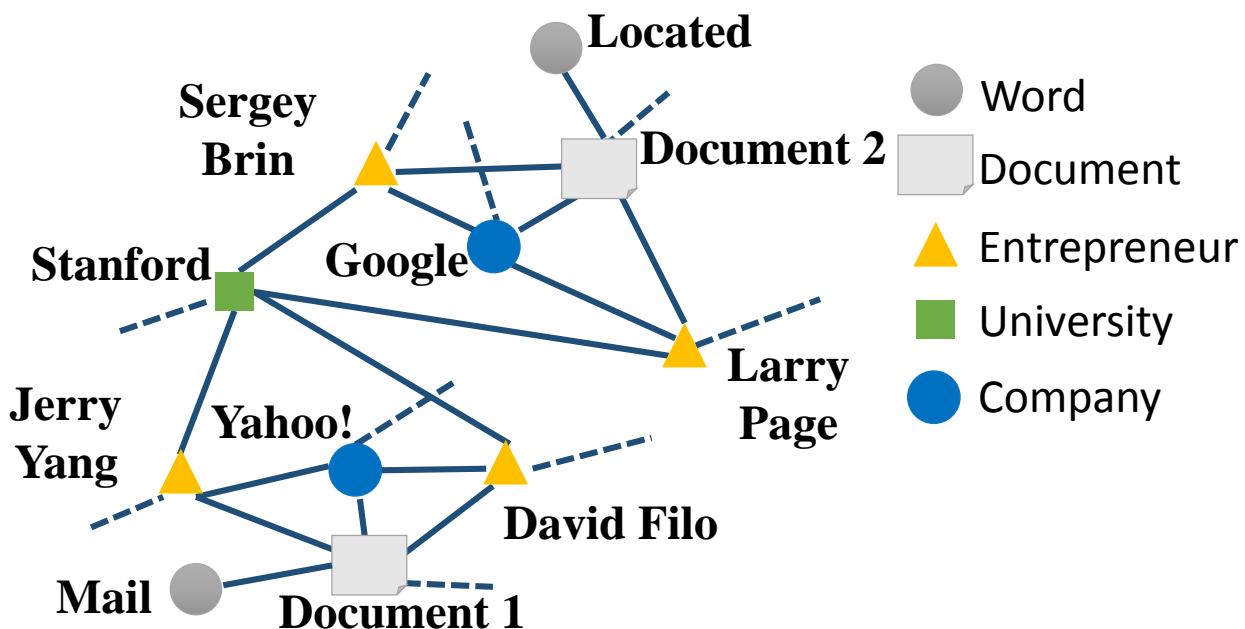 Located
Sergey
Brin
Document 2
Stanford
Google
Larry
Page
Jerry
Yang
Yahoo!
David Filo
Mail
Document 1
Word
Document
Entrepreneur
University
Company